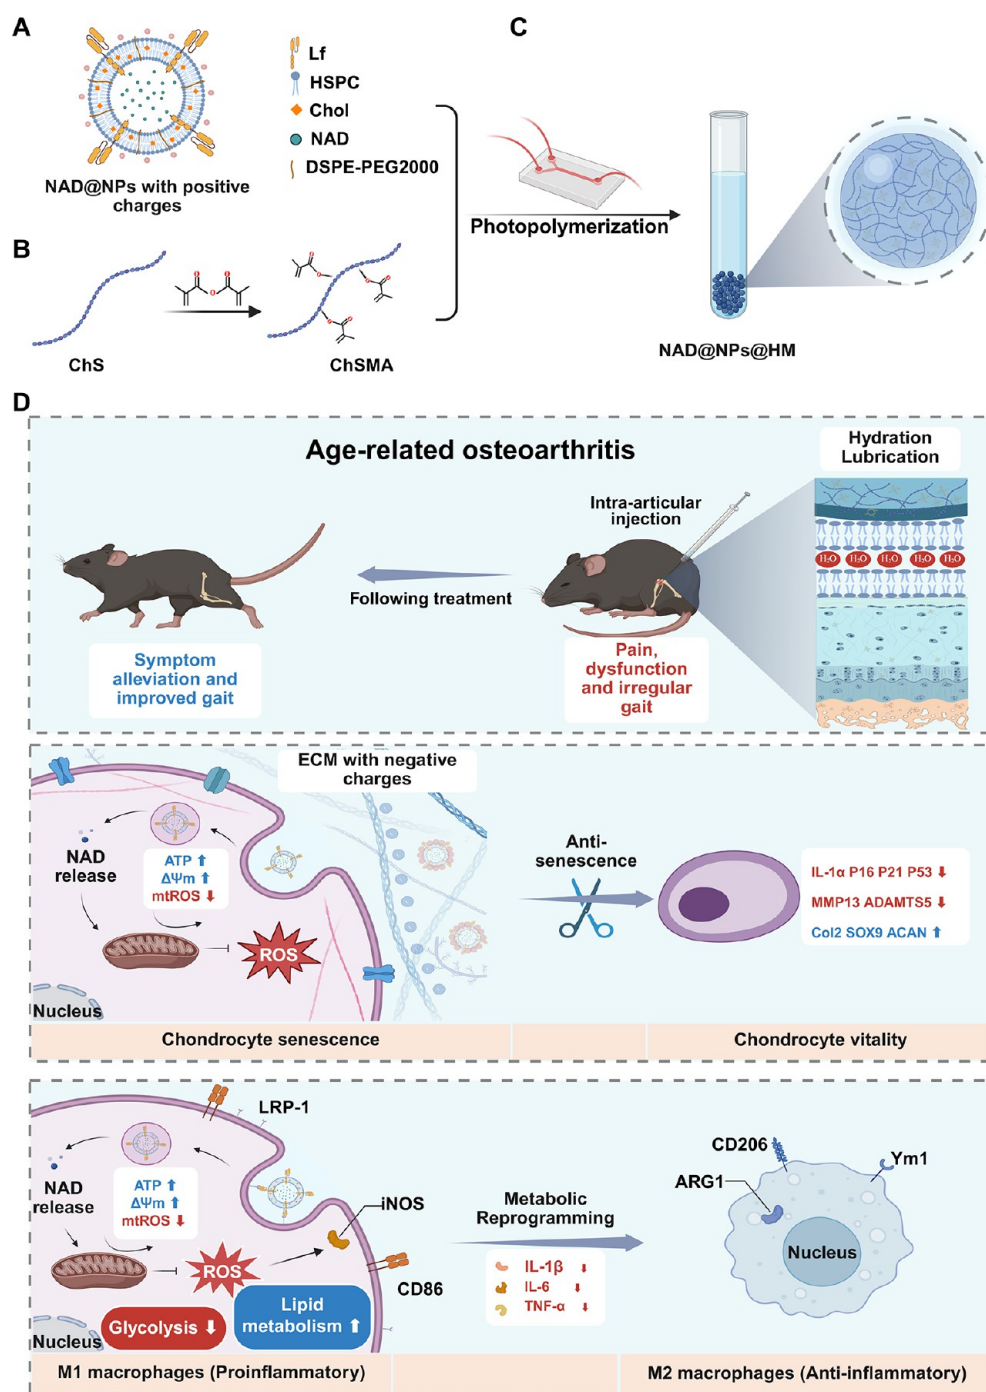 A
Lf
HSPC
Chol
NAD
DSPE-PEG2000
NAD@NPs with positive
charges
B
ChS
ChSMA
C
Photopolymerization
NAD@NPs@HM
D
Age-related osteoarthritis
Hydration
Lubrication
Intra-articular
injection
Following treatment
H₂O H₂O H₂O H₂O H₂O
Symptom
alleviation and
improved gait
Pain,
dysfunction
and irregular
gait
ECM with negative
charges
NAD
release
ATP ⬆
ΔΨm ⬆
mtROS ⬇
ROS
Nucleus
Anti-
senescence
IL-1α P16 P21 P53 ⬇
MMP13 ADAMTS5 ⬇
Col2 SOX9 ACAN ⬆
Chondrocyte senescence
Chondrocyte vitality
LRP-1
NAD
release
ATP ⬆
ΔΨm ⬆
mtROS ⬇
ROS
iNOS
CD86
Glycolysis ⬇
Lipid
metabolism ⬆
Nucleus
Metabolic
Reprogramming
IL-1β ⬇
IL-6 ⬇
TNF-α ⬇
CD206
Ym1
ARG1
Nucleus
M1 macrophages (Proinflammatory)
M2 macrophages (Anti-inflammatory)